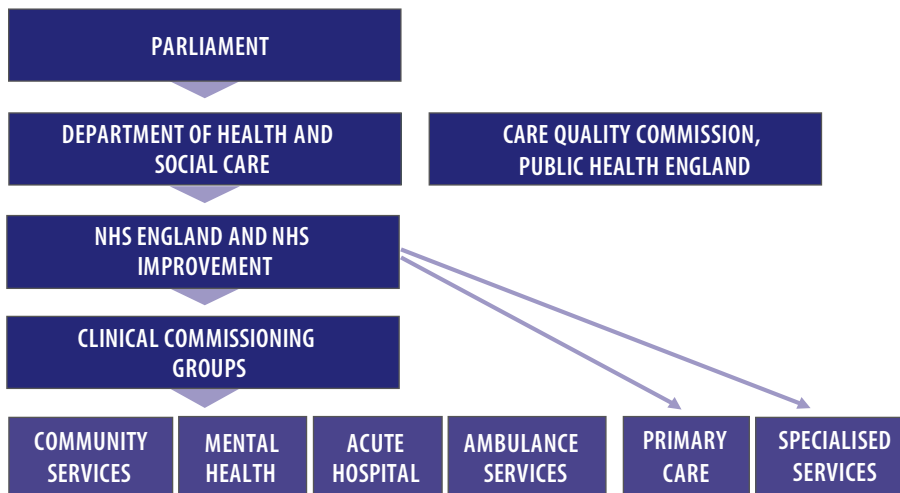 PARLIAMENT
DEPARTMENT OF HEALTH AND
SOCIAL CARE
CARE QUALITY COMMISSION,
PUBLIC HEALTH ENGLAND
NHS ENGLAND AND NHS
IMPROVEMENT
CLINICAL COMMISSIONING
GROUPS
COMMUNITY
SERVICES
MENTAL
HEALTH
ACUTE
HOSPITAL
AMBULANCE
SERVICES
PRIMARY
CARE
SPECIALISED
SERVICES